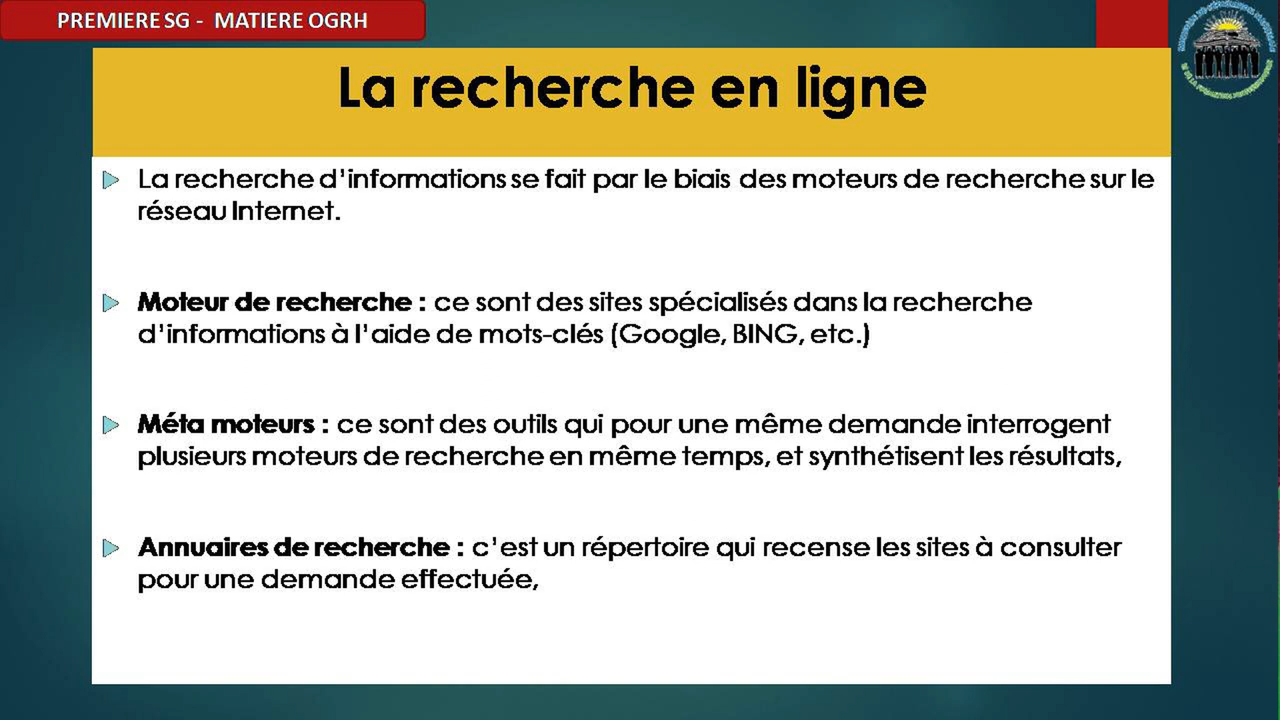 PREMIERE SG - MATIERE OGRH
La recherche en ligne
La recherche d'informations se fait par le biais des moteurs de recherche sur le
réseau Internet.
Moteur de recherche : ce sont des sites spécialisés dans la recherche
d'informations à l'aide de mots-clés (Google, BING, etc.)
Méta moteurs : ce sont des outils qui pour une même demande interrogent
plusieurs moteurs de recherche en même temps, et synthétisent les résultats,
Annuaires de recherche : c'est un répertoire qui recense les sites à consulter
pour une demande effectuée,